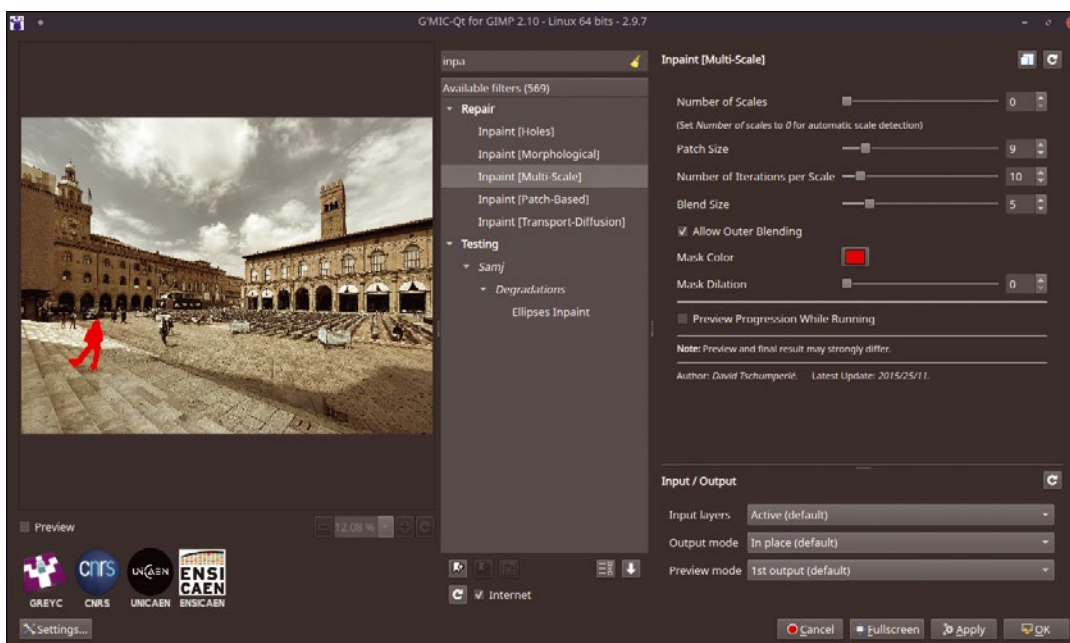 G'MIC-Qt for GIMP 2.10 - Linux 64 bits - 2.9.7
inpa
Available filters (569)
Repair
Inpaint [Holes]
Inpaint [Morphological]
Inpaint [Multi-Scale]
Inpaint [Patch-Based]
Inpaint [Transport-Diffusion]
Testing
Samj
Degradations
Ellipses Inpaint
Internet
Inpaint [Multi-Scale]
Number of Scales 0
(Set Number of scales to 0 for automatic scale detection)
Patch Size 9
Number of Iterations per Scale 10
Blend Size 5
Allow Outer Blending
Mask Color
Mask Dilation 0
Preview Progression While Running
Note: Preview and final result may strongly differ.
Author: David Tschumperlé. Latest Update: 2015/25/11.
Input / Output
Input layers Active (default)
Output mode In place (default)
Preview mode 1st output (default)
Preview
12.08 %
GREYC
cnrs
CNRS
UNICAEN
UNICAEN
ENSI
CAEN
ENSICAEN
Settings...
Cancel
Fullscreen
Apply
OK